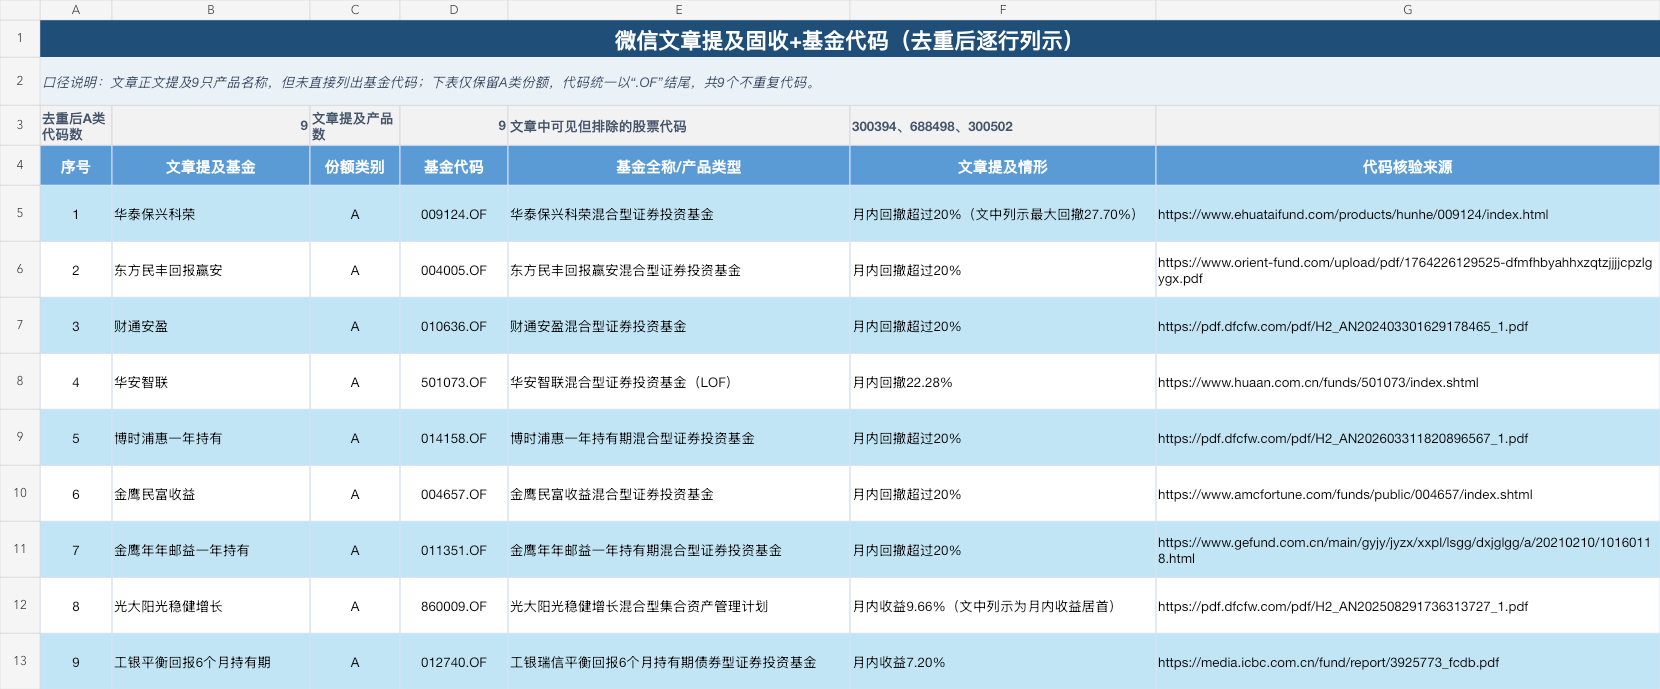 A B C D E F G
1 微信文章提及固收+基金代码（去重后逐行列示）
2 口径说明：文章正文提及9只产品名称，但未直接列出基金代码；下表仅保留A类份额，代码统一以“.OF”结尾，共9个不重复代码。
3 去重后A类代码数 9 文章提及产品数 9 文章中可见但排除的股票代码 300394、688498、300502
4 序号 文章提及基金 份额类别 基金代码 基金全称/产品类型 文章提及情形 代码核验来源
5 1 华泰保兴科荣 A 009124.OF 华泰保兴科荣混合型证券投资基金 月内回撤超过20%（文中列示最大回撤27.70%） https://www.ehuataifund.com/products/hunhe/009124/index.html
6 2 东方民丰回报赢安 A 004005.OF 东方民丰回报赢安混合型证券投资基金 月内回撤超过20% https://www.orient-fund.com/upload/pdf/1764226129525-dfmfhbyahhxzqtzjjjjcpzlgygx.pdf
7 3 财通安盈 A 010636.OF 财通安盈混合型证券投资基金 月内回撤超过20% https://pdf.dfcfw.com/pdf/H2_AN202403301629178465_1.pdf
8 4 华安智联 A 501073.OF 华安智联混合型证券投资基金（LOF） 月内回撤22.28% https://www.huaan.com.cn/funds/501073/index.shtml
9 5 博时浦惠一年持有 A 014158.OF 博时浦惠一年持有期混合型证券投资基金 月内回撤超过20% https://pdf.dfcfw.com/pdf/H2_AN202603311820896567_1.pdf
10 6 金鹰民富收益 A 004657.OF 金鹰民富收益混合型证券投资基金 月内回撤超过20% https://www.amcfortune.com/funds/public/004657/index.shtml
11 7 金鹰年年邮益一年持有 A 011351.OF 金鹰年年邮益一年持有期混合型证券投资基金 月内回撤超过20% https://www.gefund.com.cn/main/gyjy/jyzx/xxpl/lsgg/dxjglgg/a/20210210/10160118.html
12 8 光大阳光稳健增长 A 860009.OF 光大阳光稳健增长混合型集合资产管理计划 月内收益9.66%（文中列示为月内收益居首） https://pdf.dfcfw.com/pdf/H2_AN202508291736313727_1.pdf
13 9 工银平衡回报6个月持有期 A 012740.OF 工银瑞信平衡回报6个月持有期债券型证券投资基金 月内收益7.20% https://media.icbc.com.cn/fund/report/3925773_fcdb.pdf